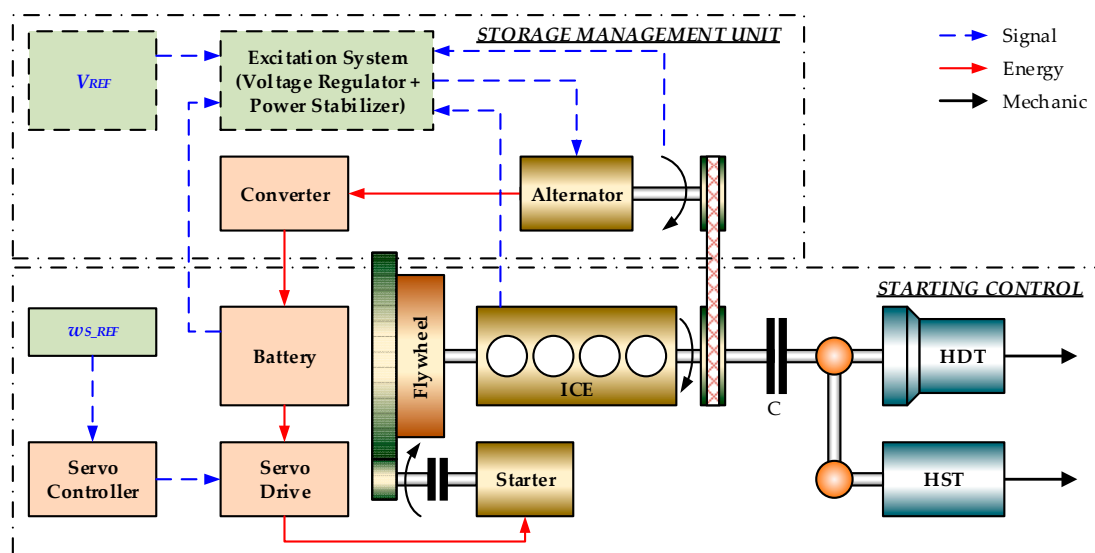 STORAGE MANAGEMENT UNIT
Signal
Energy
Mechanic
VREF
Excitation System
(Voltage Regulator +
Power Stabilizer)
Converter
Alternator
STARTING CONTROL
wS_REF
Battery
Flywheel
ICE
C
HDT
Servo
Controller
Servo
Drive
Starter
HST